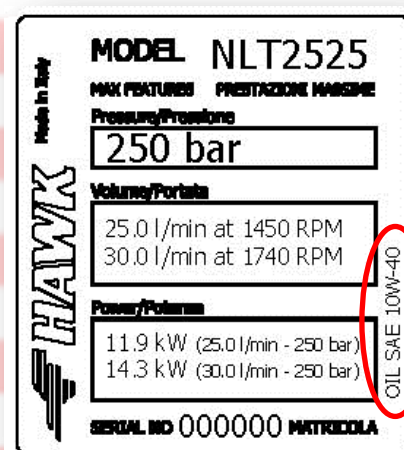 Made in Italy
HAWK
MODEL NLT2525
MAX FEATURES PRESTAZIONI MASSIME
Pressure/Pressione
250 bar
Volume/Portata
25.0 l/min at 1450 RPM
30.0 l/min at 1740 RPM
Power/Potenza
11.9 kW (25.0 l/min - 250 bar)
14.3 kW (30.0 l/min - 250 bar)
OIL SAE 10W-40
SERIAL NO 000000 MATRICOLA